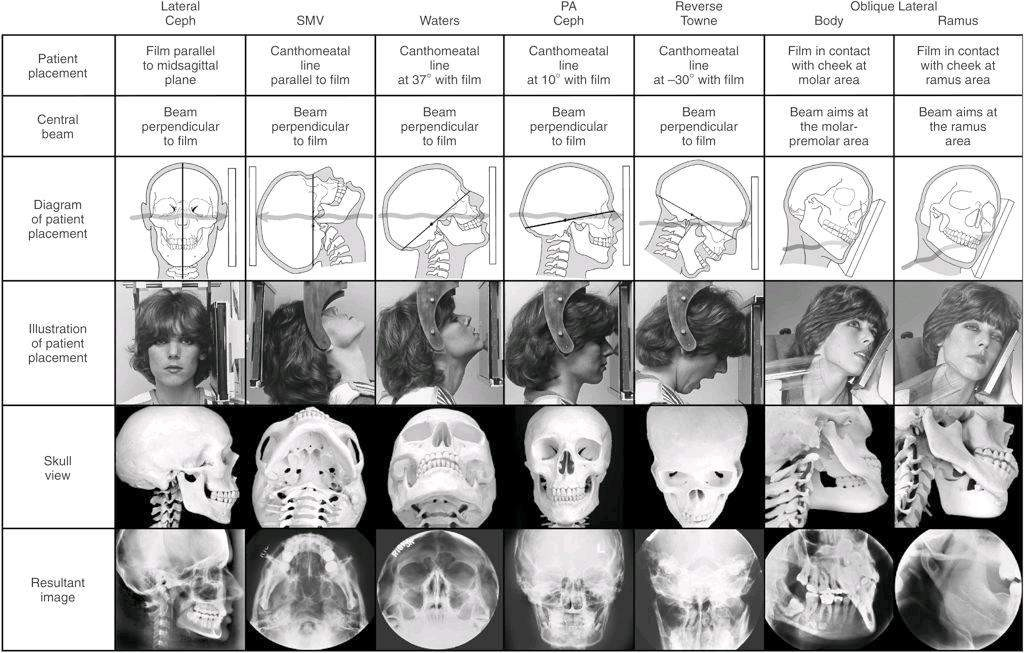 Lateral
Ceph
SMV
Waters
PA
Ceph
Reverse
Towne
Oblique Lateral
Body
Ramus
Patient
placement
Film parallel
to midsagittal
plane
Canthomeatal
line
parallel to film
Canthomeatal
line
at 37° with film
Canthomeatal
line
at 10° with film
Canthomeatal
line
at –30° with film
Film in contact
with cheek at
molar area
Film in contact
with cheek at
ramus area
Central
beam
Beam
perpendicular
to film
Beam
perpendicular
to film
Beam
perpendicular
to film
Beam
perpendicular
to film
Beam
perpendicular
to film
Beam aims at
the molar-
premolar area
Beam aims at
the ramus
area
Diagram
of patient
placement
Illustration
of patient
placement
Skull
view
Resultant
image
L